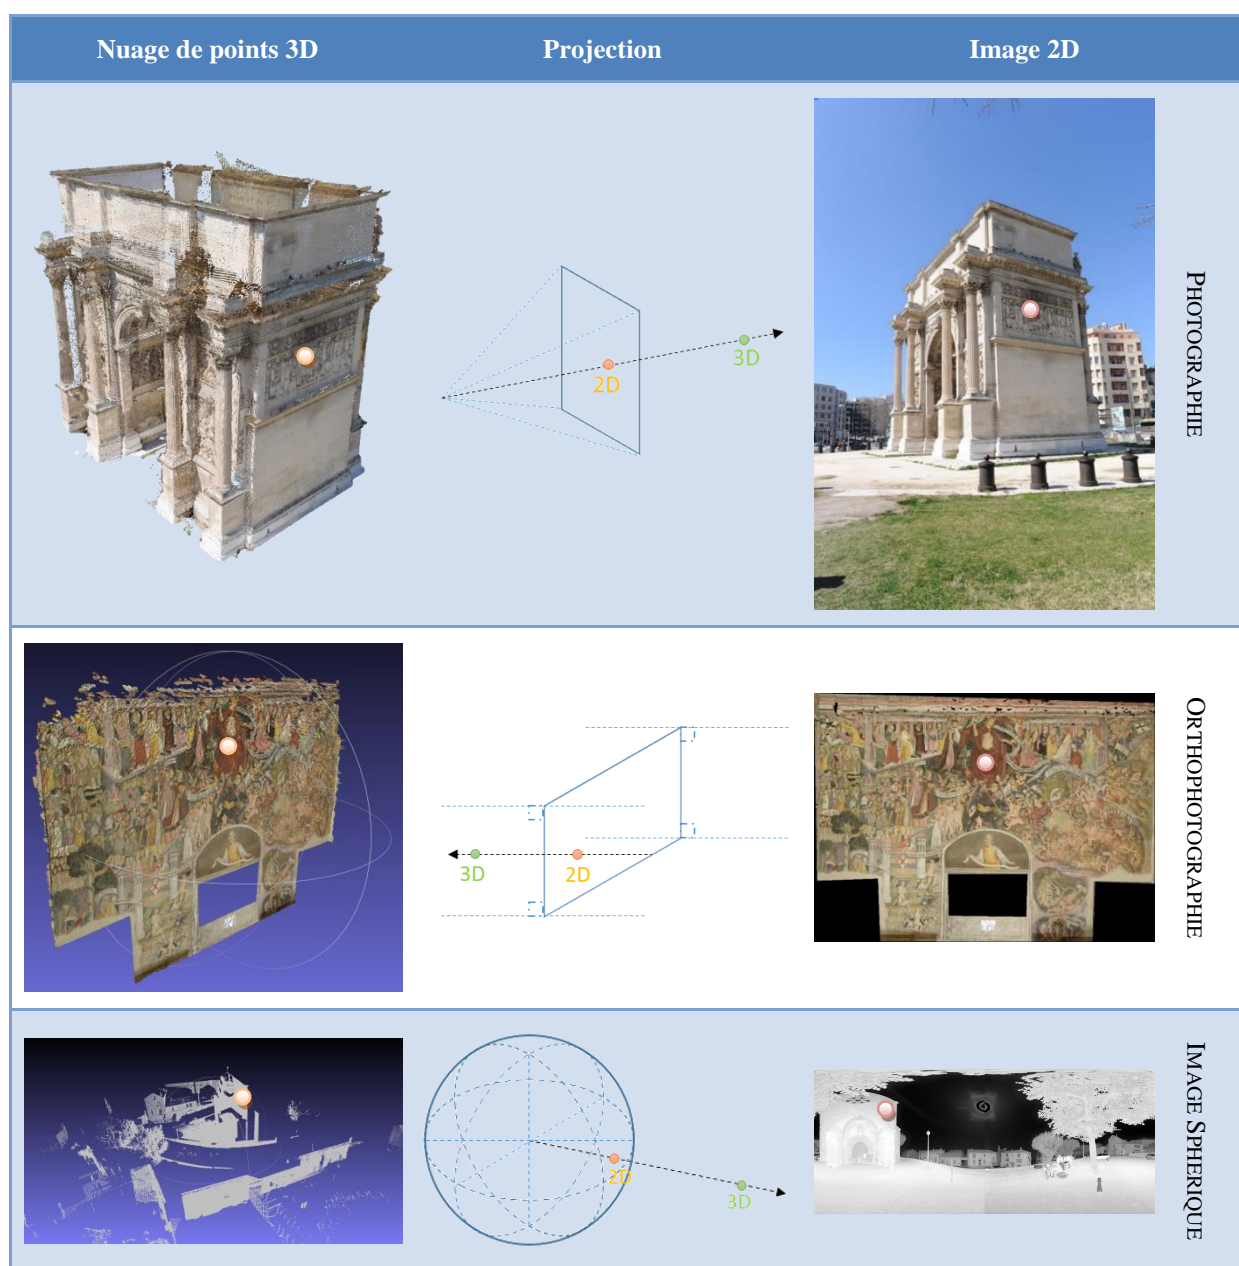 Nuage de points 3D
Projection
Image 2D
2D
3D
PHOTOGRAPHIE
3D
2D
ORTHOPHOTOGRAPHIE
2D
3D
IMAGE SPHERIQUE